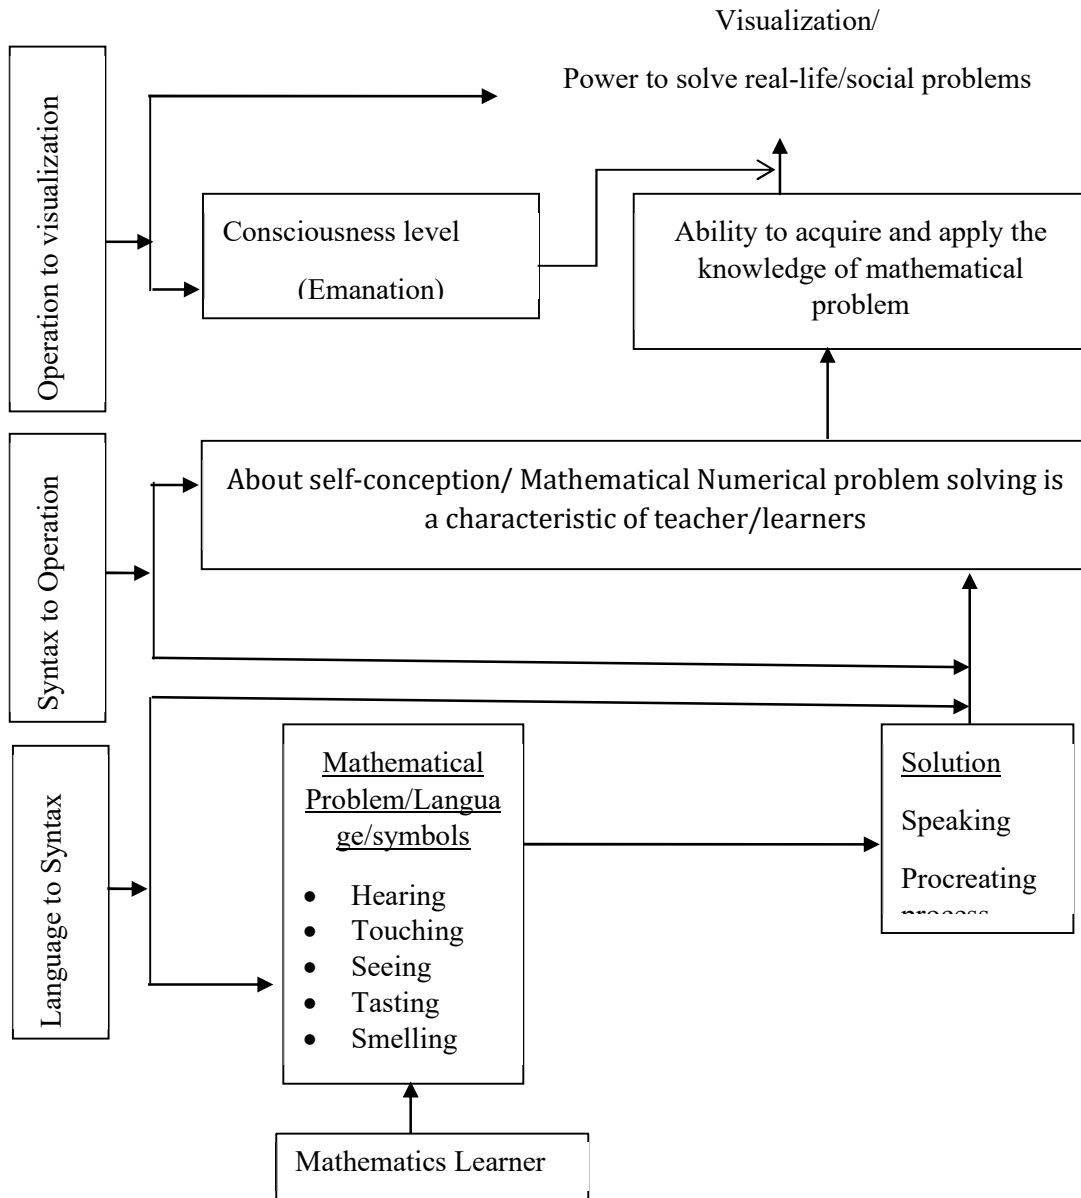 Visualization/
Power to solve real-life/social problems
Operation to visualization
Consciousness level
(Emanation)
Ability to acquire and apply the
knowledge of mathematical
problem
Syntax to Operation
About self-conception/ Mathematical Numerical problem solving is
a characteristic of teacher/learners
Language to Syntax
Mathematical
Problem/Langua
ge/symbols
• Hearing
• Touching
• Seeing
• Tasting
• Smelling
Solution
Speaking
Procreating
process
Mathematics Learner